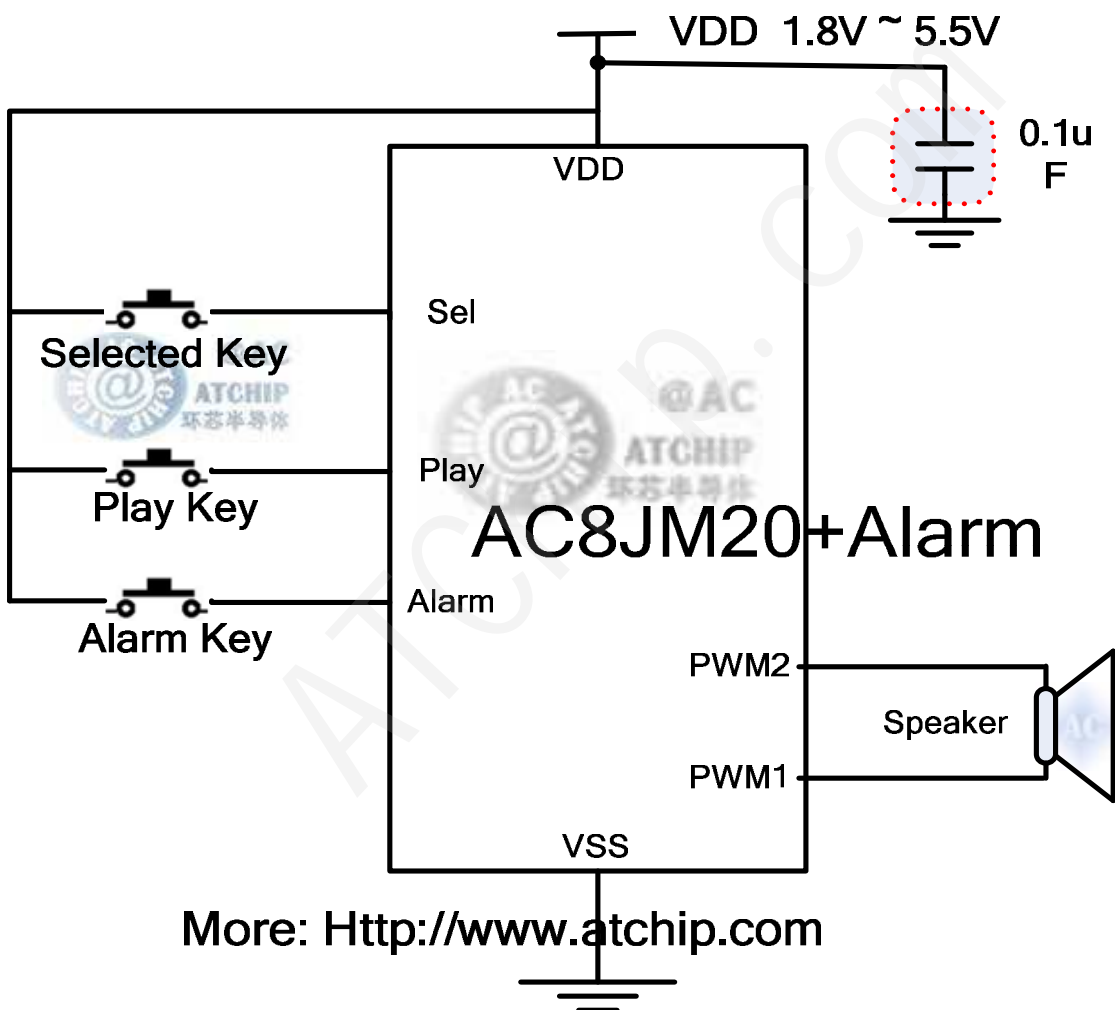 VDD 1.8V ~ 5.5V
0.1u
F
VDD
Sel
Selected Key
@AC
ATCHIP
环芯半导体
@AC
ATCHIP
环芯半导体
Play
Play Key
AC8JM20+Alarm
Alarm
Alarm Key
PWM2
Speaker
AC
PWM1
VSS
More: Http://www.atchip.com
ATchip.com